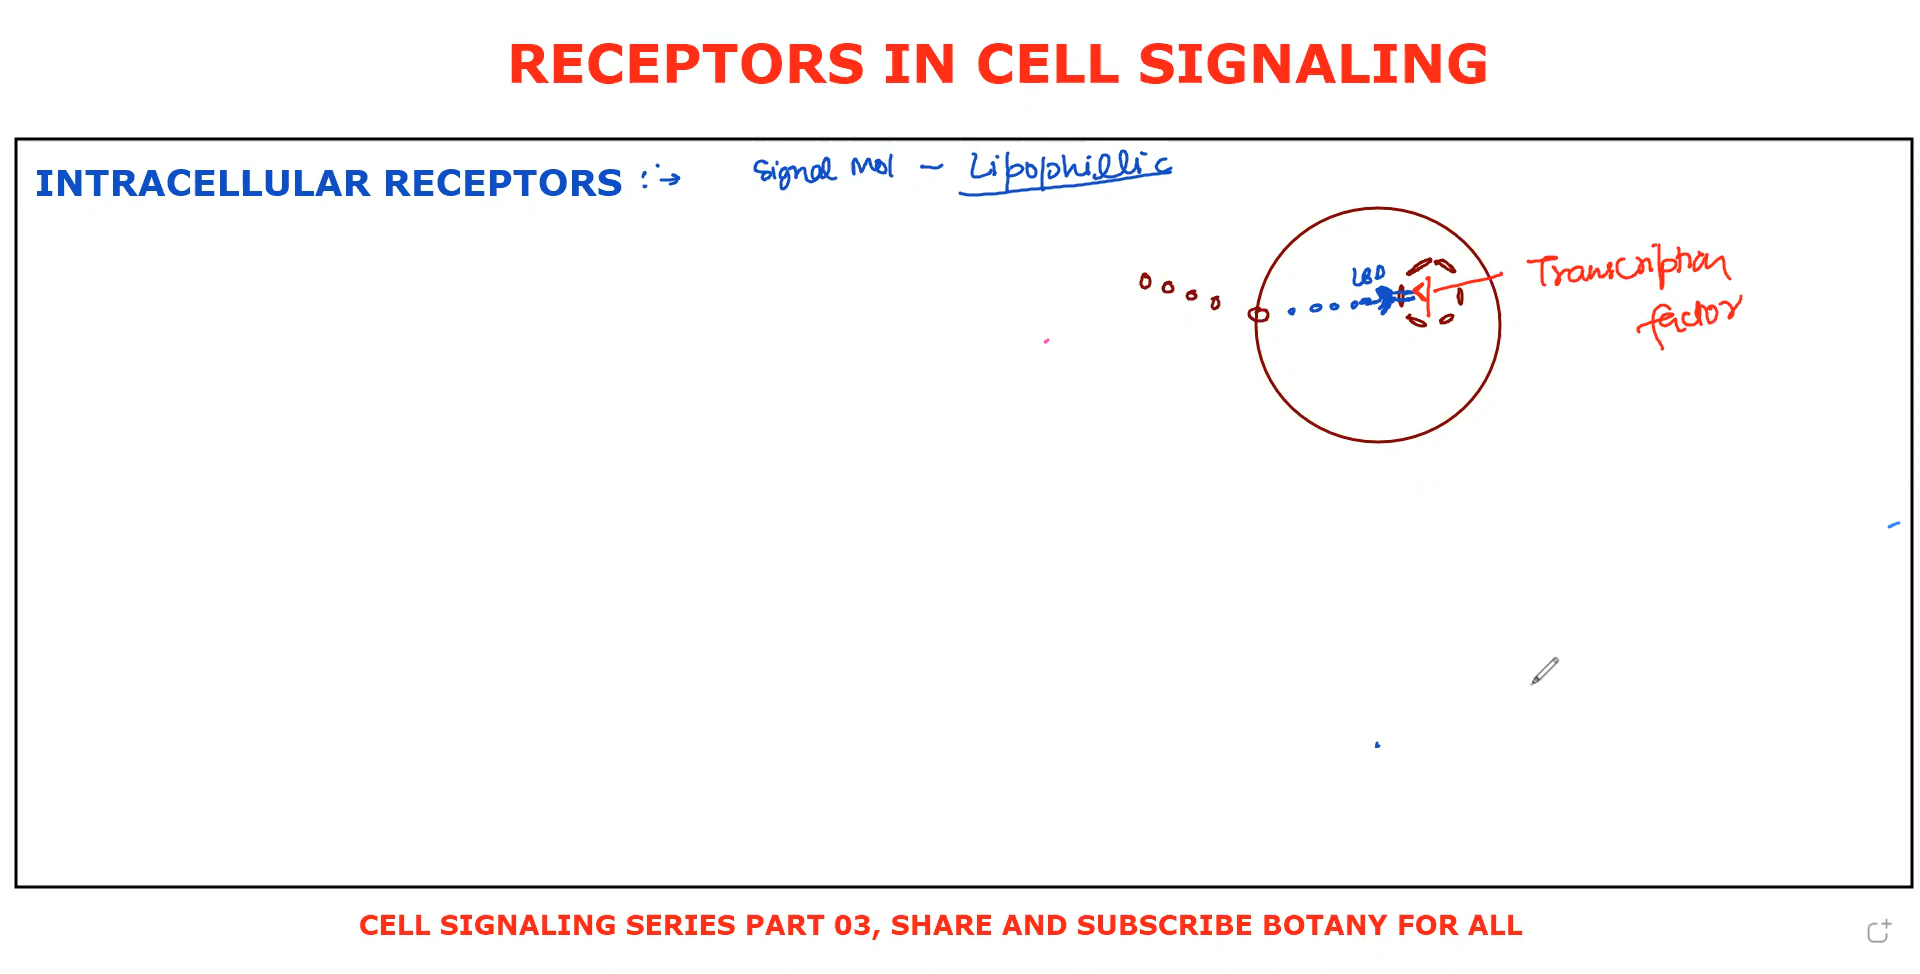 RECEPTORS IN CELL SIGNALING
INTRACELLULAR RECEPTORS :→ Signal Mol - Lipophillic
LBD
Transcription
factor
CELL SIGNALING SERIES PART 03, SHARE AND SUBSCRIBE BOTANY FOR ALL